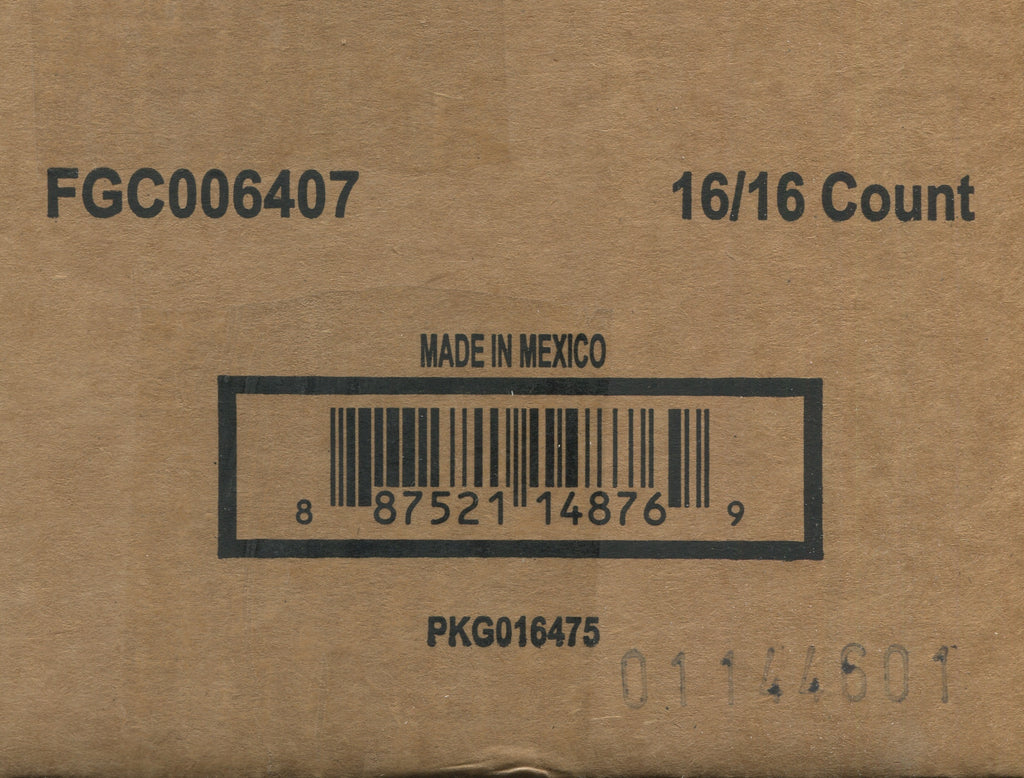 FGC006407
16/16 Count
MADE IN MEXICO
8 87521 14876 9
PKG016475
01144601